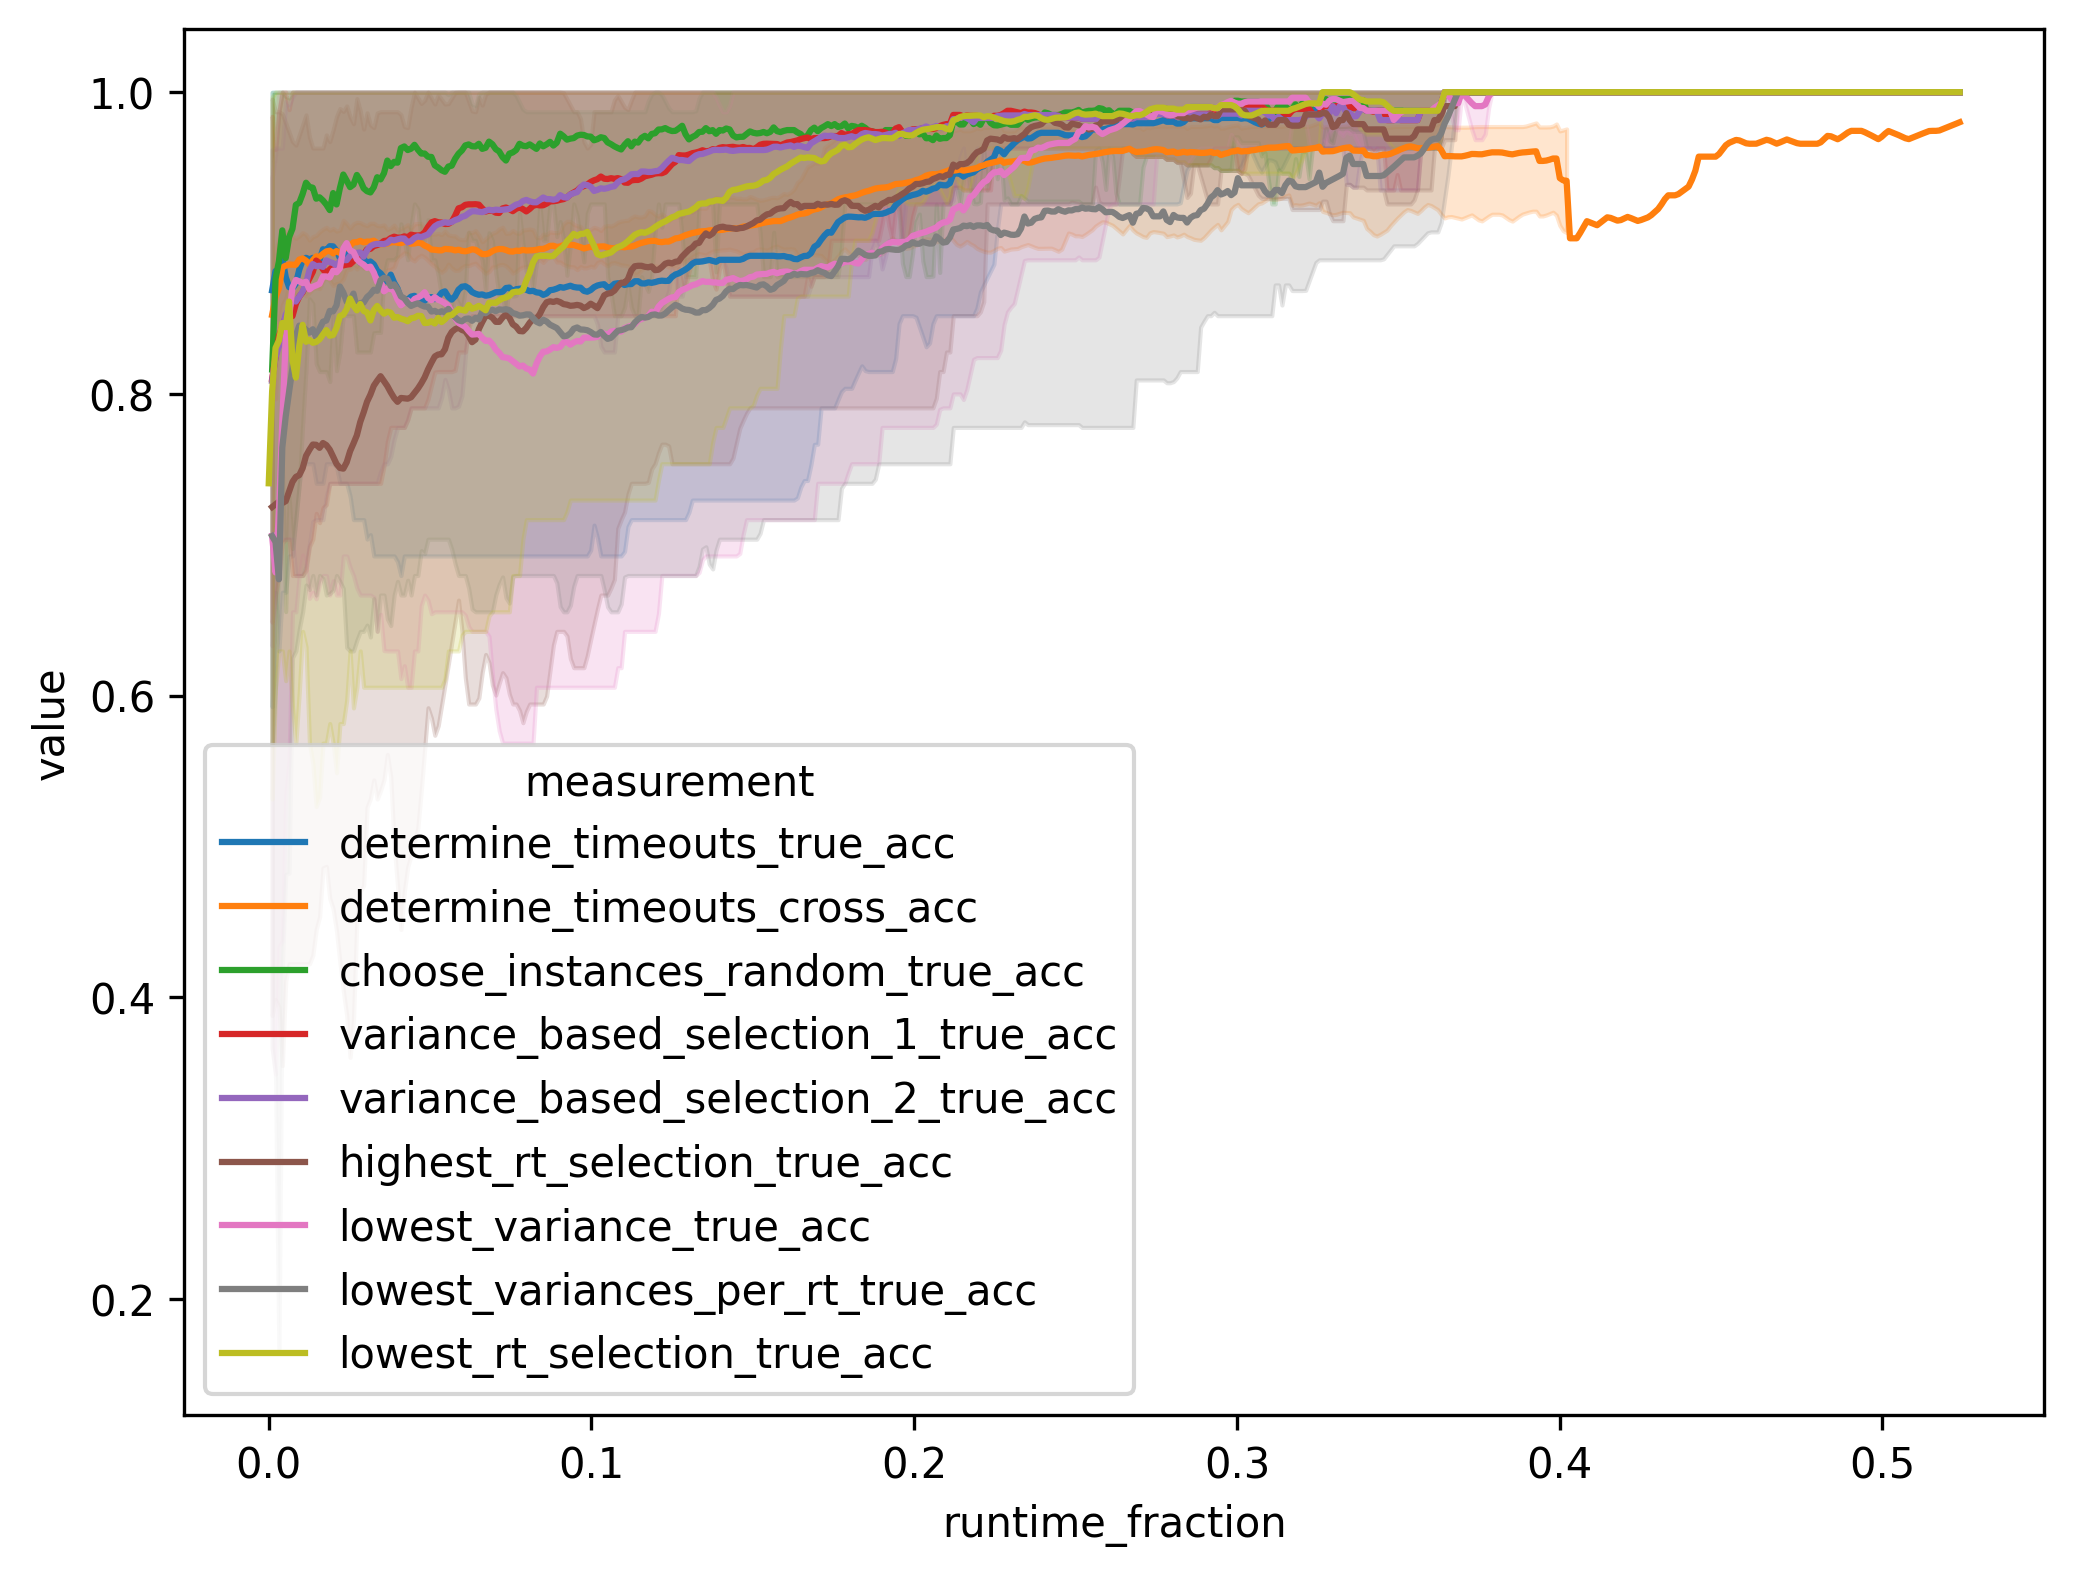 1.0
0.8
0.6
0.4
0.2
value
measurement
determine_timeouts_true_acc
determine_timeouts_cross_acc
choose_instances_random_true_acc
variance_based_selection_1_true_acc
variance_based_selection_2_true_acc
highest_rt_selection_true_acc
lowest_variance_true_acc
lowest_variances_per_rt_true_acc
lowest_rt_selection_true_acc
0.0 0.1 0.2 0.3 0.4 0.5
runtime_fraction